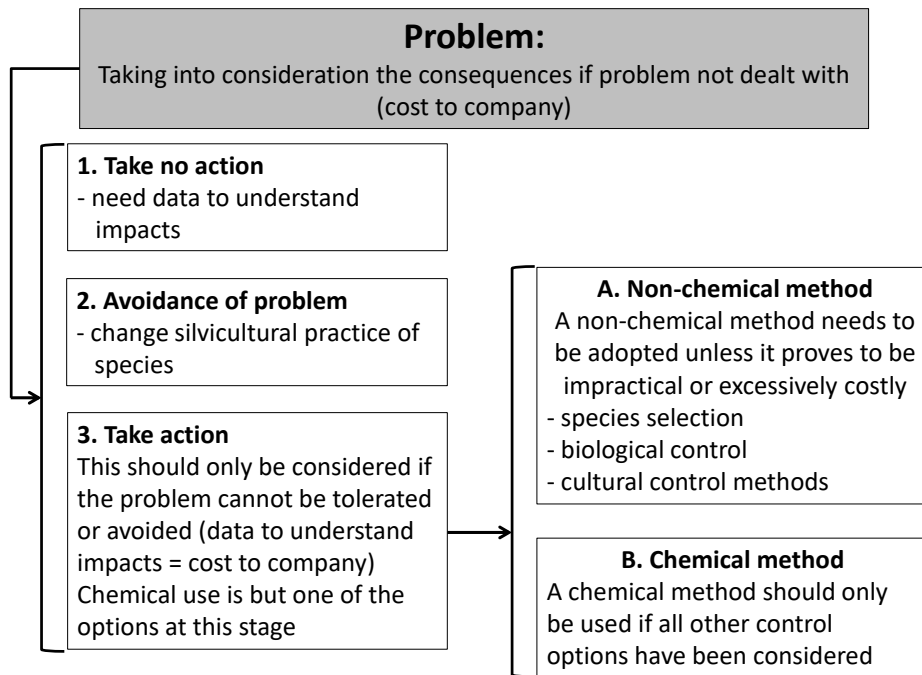 Problem:
Taking into consideration the consequences if problem not dealt with
(cost to company)
1. Take no action
- need data to understand
impacts
2. Avoidance of problem
- change silvicultural practice of
species
3. Take action
This should only be considered if
the problem cannot be tolerated
or avoided (data to understand
impacts = cost to company)
Chemical use is but one of the
options at this stage
A. Non-chemical method
A non-chemical method needs to
be adopted unless it proves to be
impractical or excessively costly
- species selection
- biological control
- cultural control methods
B. Chemical method
A chemical method should only
be used if all other control
options have been considered